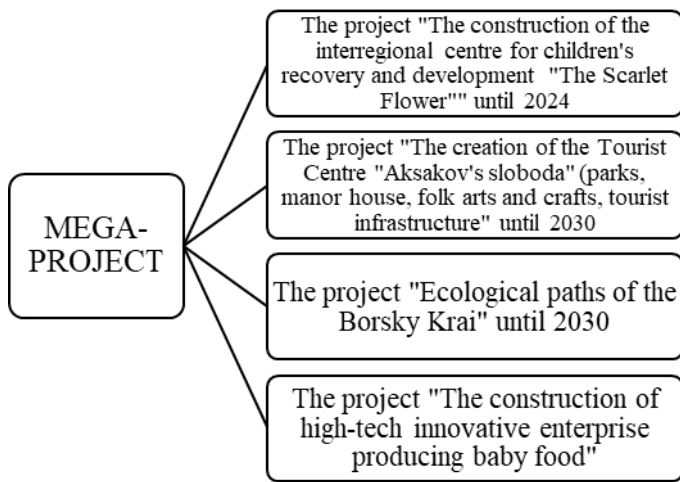 MEGA-
PROJECT
The project "The construction of the
interregional centre for children's
recovery and development "The Scarlet
Flower"" until 2024
The project "The creation of the Tourist
Centre "Aksakov's sloboda" (parks,
manor house, folk arts and crafts, tourist
infrastructure" until 2030
The project "Ecological paths of the
Borsky Krai" until 2030
The project "The construction of
high-tech innovative enterprise
producing baby food"